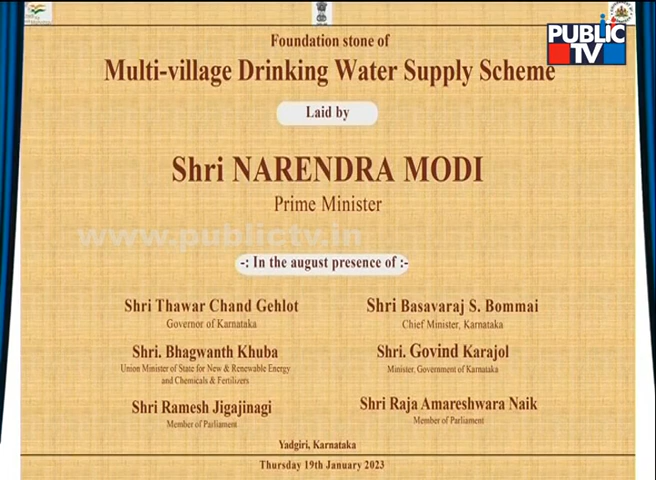 PUBLIC
TV
Foundation stone of
Multi-village Drinking Water Supply Scheme
Laid by
Shri NARENDRA MODI
Prime Minister
www.publictv.in
-: In the august presence of :-
Shri Thawar Chand Gehlot
Governor of Karnataka
Shri Basavaraj S. Bommai
Chief Minister, Karnataka
Shri. Bhagwanth Khuba
Union Minister of State for New & Renewable Energy
and Chemicals & Fertilizers
Shri. Govind Karajol
Minister, Government of Karnataka
Shri Ramesh Jigajinagi
Member of Parliament
Shri Raja Amareshwara Naik
Member of Parliament
Yadgiri, Karnataka
Thursday 19th January 2023